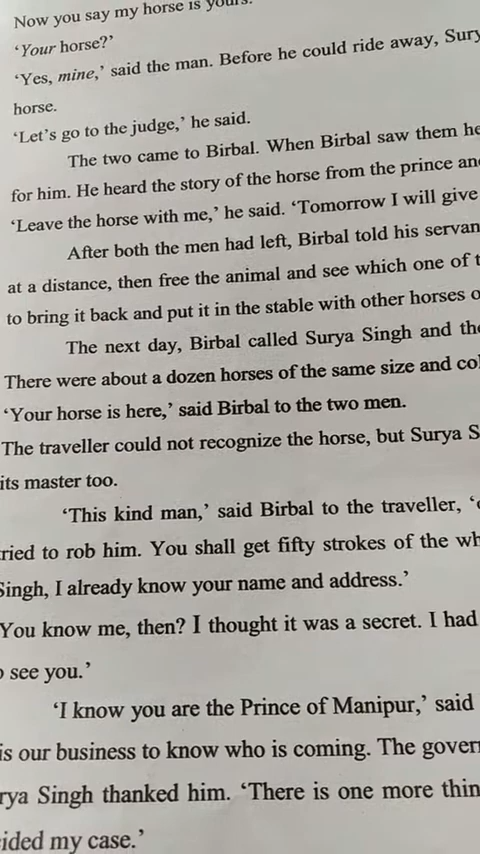 Now you say my horse is yours.
‘Your horse?’
‘Yes, mine,’ said the man. Before he could ride away, Sury
horse.
‘Let’s go to the judge,’ he said.
The two came to Birbal. When Birbal saw them he
for him. He heard the story of the horse from the prince an
‘Leave the horse with me,’ he said. ‘Tomorrow I will give
After both the men had left, Birbal told his servan
at a distance, then free the animal and see which one of t
to bring it back and put it in the stable with other horses o
The next day, Birbal called Surya Singh and the
There were about a dozen horses of the same size and col
‘Your horse is here,’ said Birbal to the two men.
The traveller could not recognize the horse, but Surya S
its master too.
‘This kind man,’ said Birbal to the traveller, ‘
ried to rob him. You shall get fifty strokes of the wh
Singh, I already know your name and address.’
You know me, then? I thought it was a secret. I had
o see you.’
‘I know you are the Prince of Manipur,’ said
is our business to know who is coming. The gover
rya Singh thanked him. ‘There is one more thin
ided my case.’